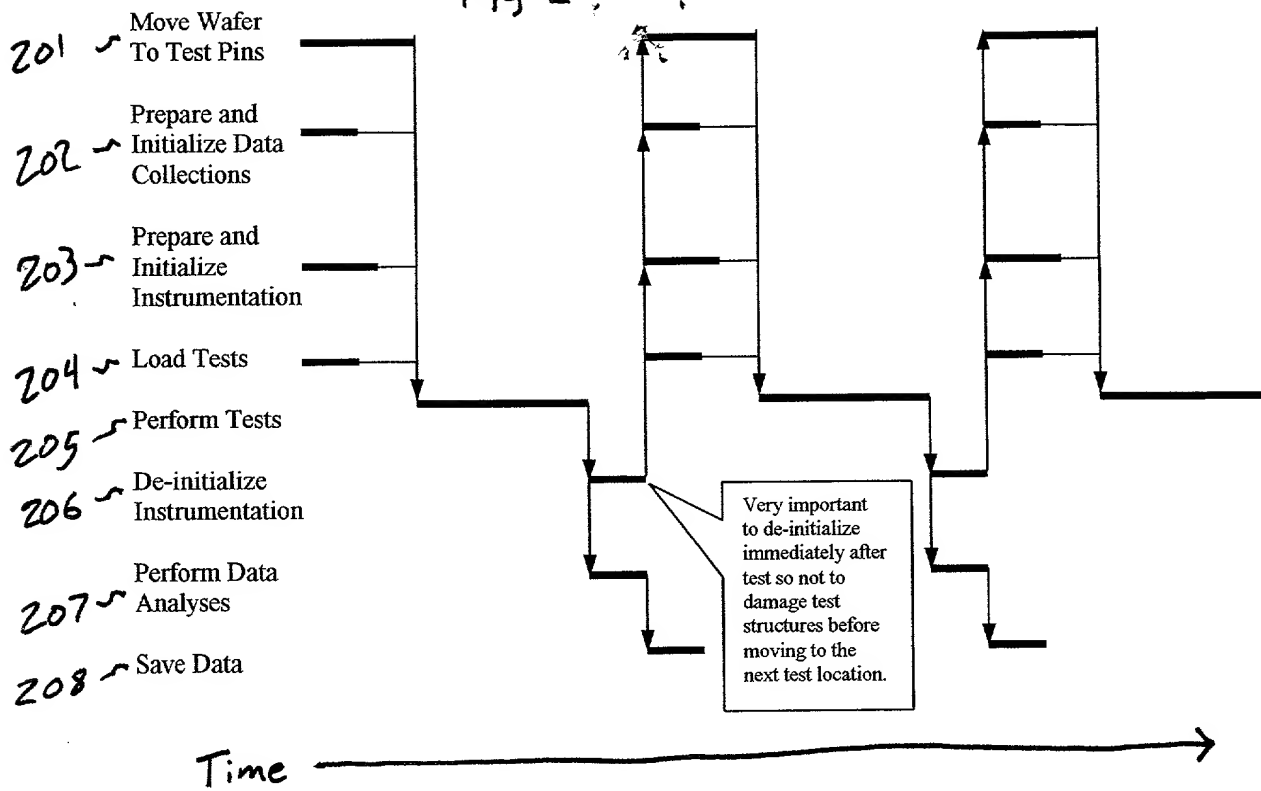 Fig 2
201 Move Wafer
To Test Pins
202 Prepare and
Initialize Data
Collections
203 Prepare and
Initialize
Instrumentation
204 Load Tests
205 Perform Tests
206 De-initialize
Instrumentation
207 Perform Data
Analyses
208 Save Data
Very important
to de-initialize
immediately after
test so not to
damage test
structures before
moving to the
next test location.
Time